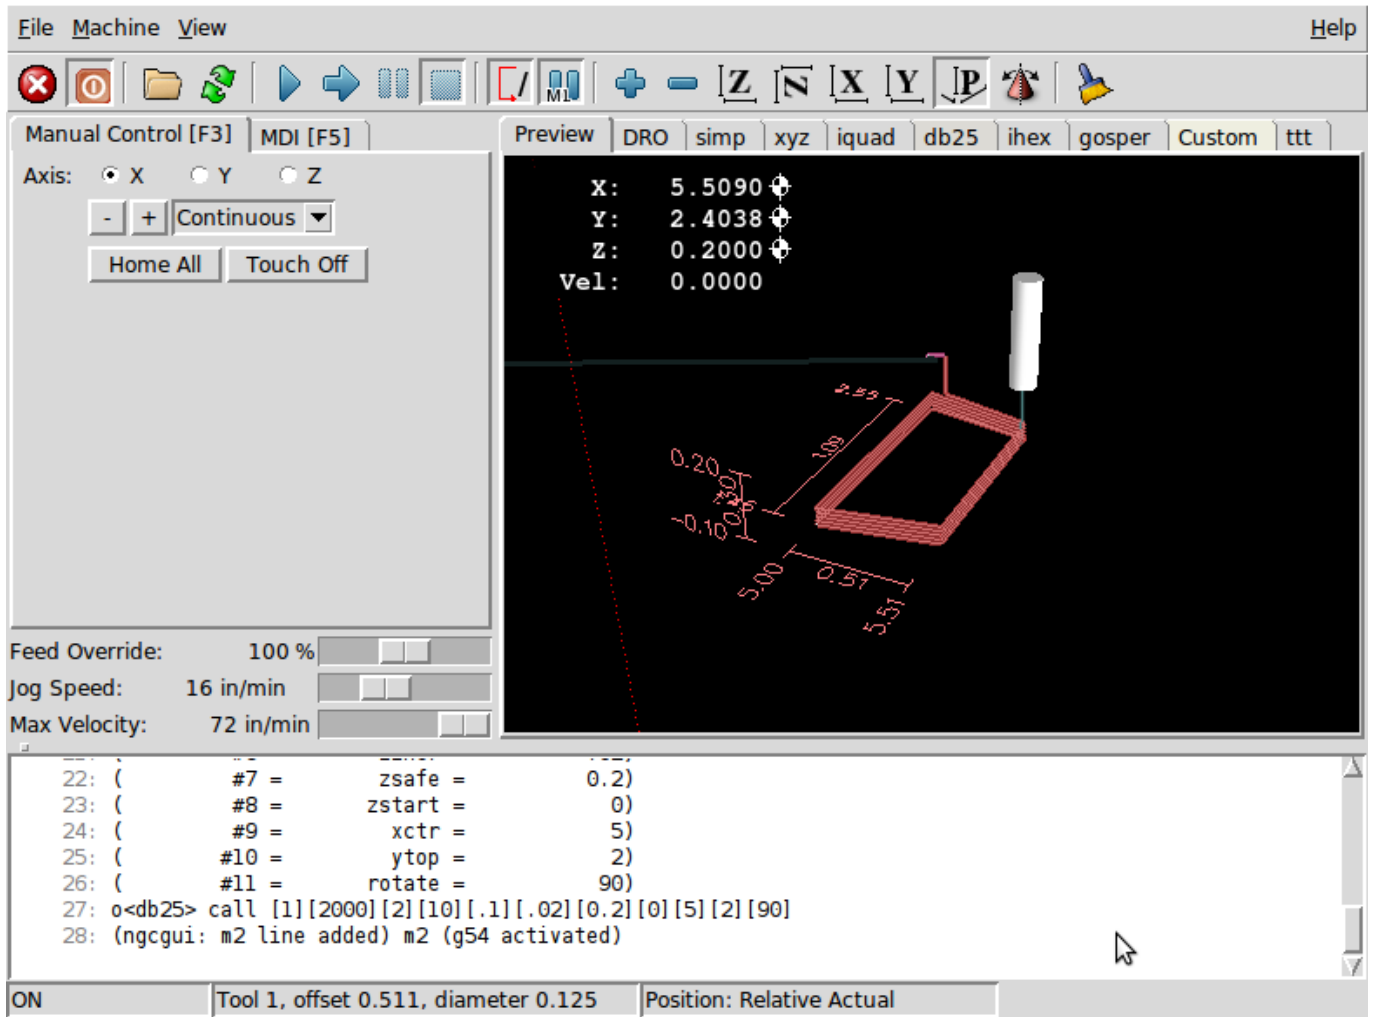 File Machine View Help
M1 Z N X Y P
Manual Control [F3] MDI [F5] Preview DRO simp xyz iquad db25 ihex gosper Custom ttt
Axis: X Y Z
- + Continuous
Home All Touch Off
X: 5.5090
Y: 2.4038
Z: 0.2000
Vel: 0.0000
0.20
-0.10
5.00
0.51
5.51
Feed Override: 100 %
Jog Speed: 16 in/min
Max Velocity: 72 in/min
22: ( #7 = zsafe = 0.2)
23: ( #8 = zstart = 0)
24: ( #9 = xctr = 5)
25: ( #10 = ytop = 2)
26: ( #11 = rotate = 90)
27: o<db25> call [1][2000][2][10][.1][.02][0.2][0][5][2][90]
28: (ngcgui: m2 line added) m2 (g54 activated)
ON Tool 1, offset 0.511, diameter 0.125 Position: Relative Actual